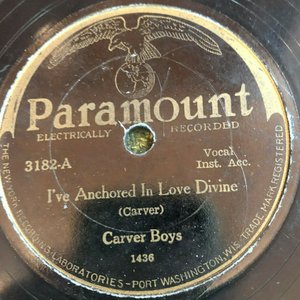 Paramount
ELECTRICALLY RECORDED
3182-A
Vocal
Inst. Acc.
I've Anchored In Love Divine
(Carver)
Carver Boys
1436
THE NEW YORK RECORDING LABORATORIES - PORT WASHINGTON, WIS. TRADE MARK REGISTERED